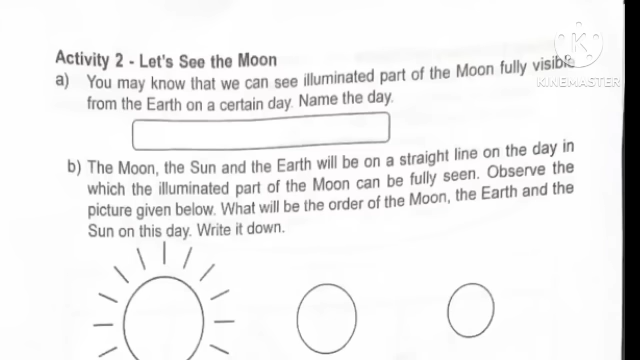 Activity 2 - Let's See the Moon
a) You may know that we can see illuminated part of the Moon fully visible
from the Earth on a certain day. Name the day.
b) The Moon, the Sun and the Earth will be on a straight line on the day in
which the illuminated part of the Moon can be fully seen. Observe the
picture given below. What will be the order of the Moon, the Earth and the
Sun on this day. Write it down.
KINEMASTER